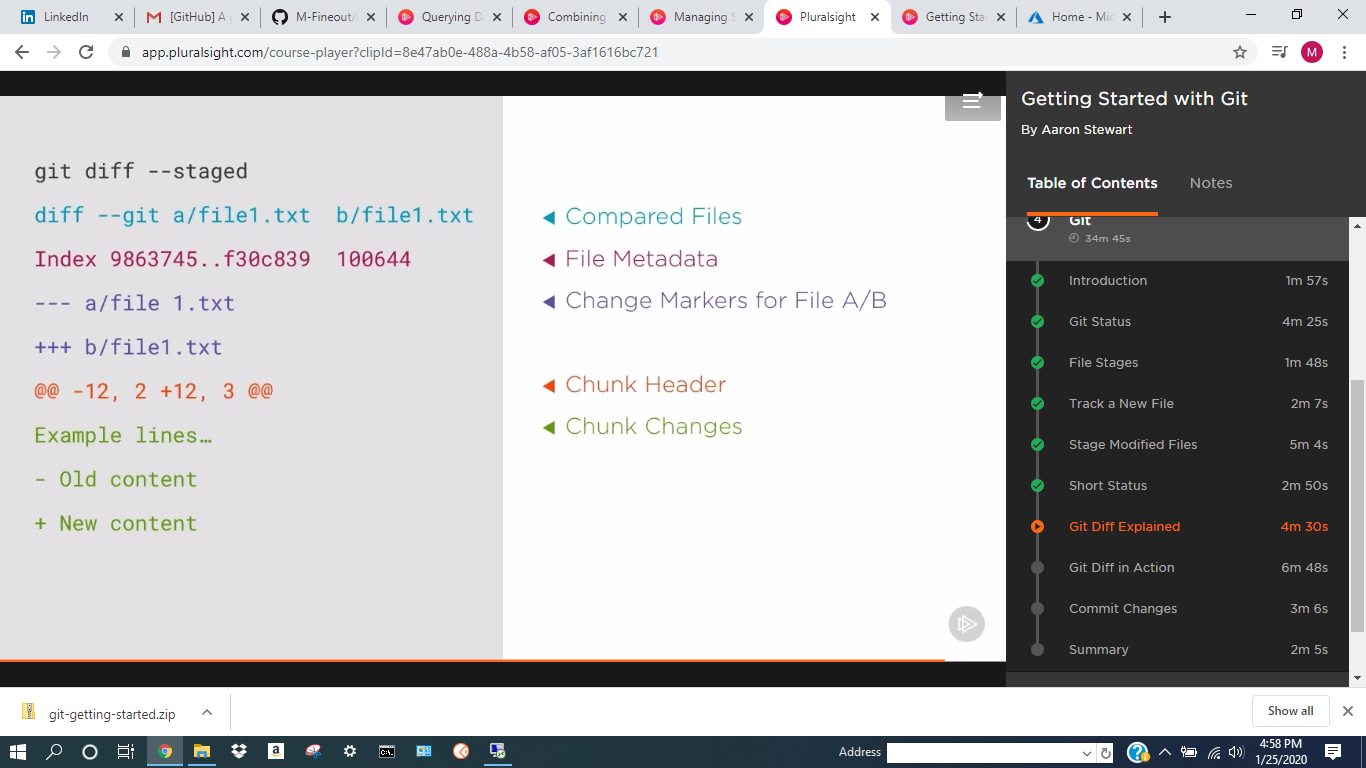 LinkedIn
[GitHub] A
M-Fineout/
Querying D
Combining
Managing S
Pluralsight
Getting Sta
Home - Mic
app.pluralsight.com/course-player?clipId=8e47ab0e-488a-4b58-af05-3af1616bc721
M
git diff --staged
diff --git a/file1.txt b/file1.txt
Index 9863745..f30c839 100644
--- a/file 1.txt
+++ b/file1.txt
@@ -12, 2 +12, 3 @@
Example lines…
- Old content
+ New content
Compared Files
File Metadata
Change Markers for File A/B
Chunk Header
Chunk Changes
Getting Started with Git
By Aaron Stewart
Table of Contents Notes
4 Git
34m 45s
Introduction 1m 57s
Git Status 4m 25s
File Stages 1m 48s
Track a New File 2m 7s
Stage Modified Files 5m 4s
Short Status 2m 50s
Git Diff Explained 4m 30s
Git Diff in Action 6m 48s
Commit Changes 3m 6s
Summary 2m 5s
git-getting-started.zip
Show all
Address
4:58 PM
1/25/2020